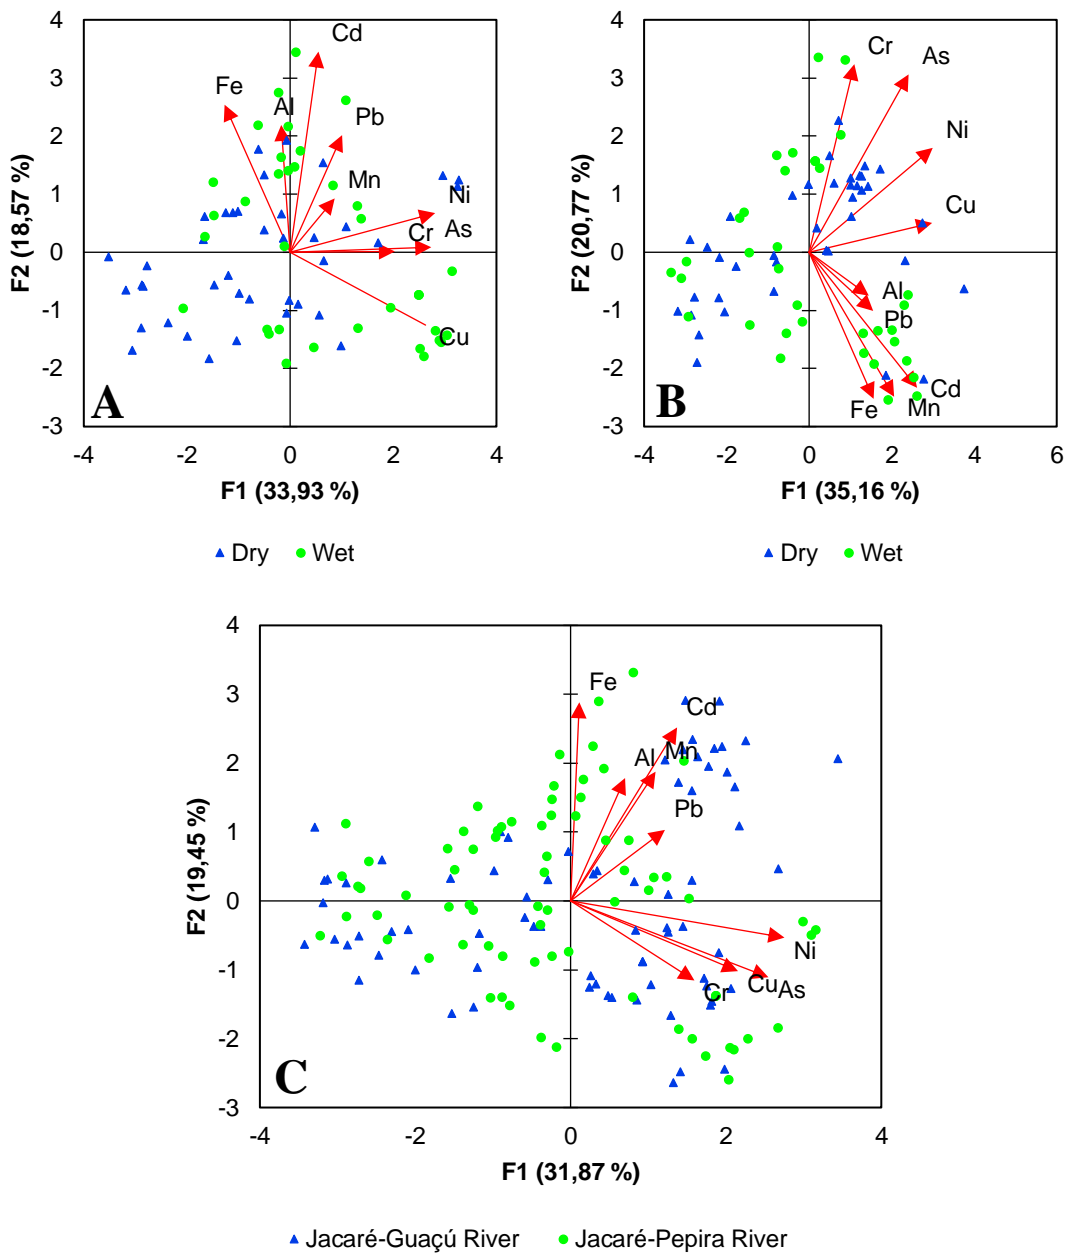 4
3
2
1
0
-1
-2
-3
-4
-2
0
2
4
F2 (18,57 %)
F1 (33,93 %)
Cd
Fe
Al
Pb
Mn
Ni
As
Cr
Cu
A
Dry
Wet
4
3
2
1
0
-1
-2
-3
-4
-2
0
2
4
6
F2 (20,77 %)
F1 (35,16 %)
Cr
As
Ni
Cu
Al
Pb
Cd
Fe
Mn
B
Dry
Wet
4
3
2
1
0
-1
-2
-3
-4
-2
0
2
4
F2 (19,45 %)
F1 (31,87 %)
Fe
Cd
Al
Mn
Pb
Ni
Cr
Cu
As
C
Jacaré-Guaçú River
Jacaré-Pepira River